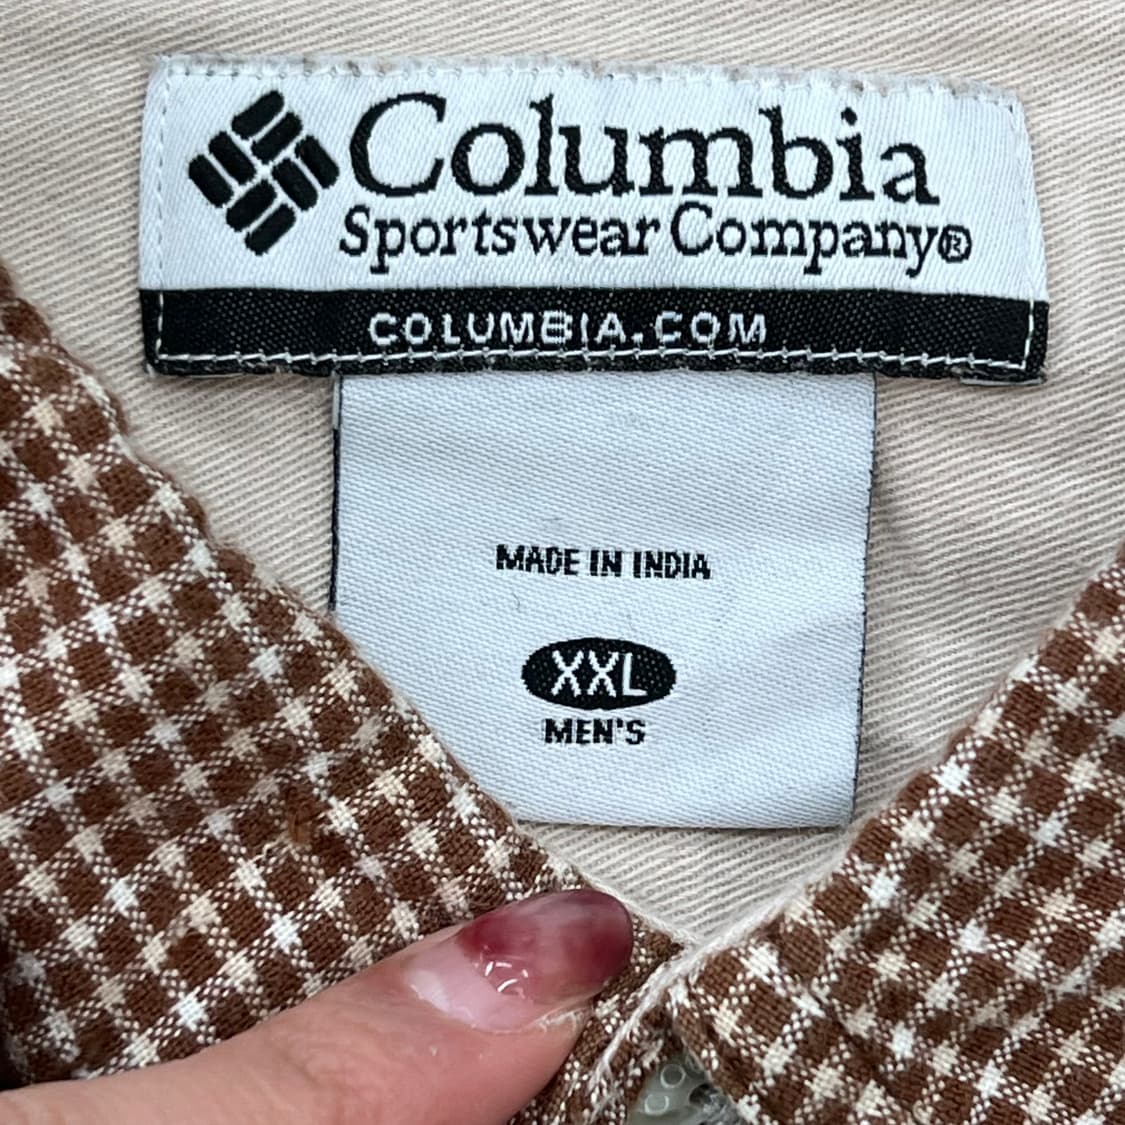 Columbia
Sportswear Company®
COLUMBIA.COM
MADE IN INDIA
XXL
MEN'S